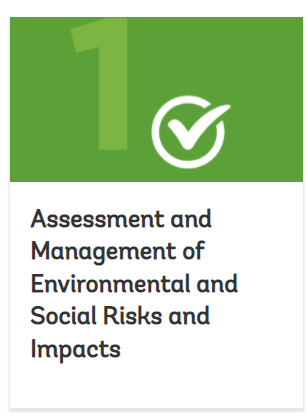 1
Assessment and
Management of
Environmental and
Social Risks and
Impacts